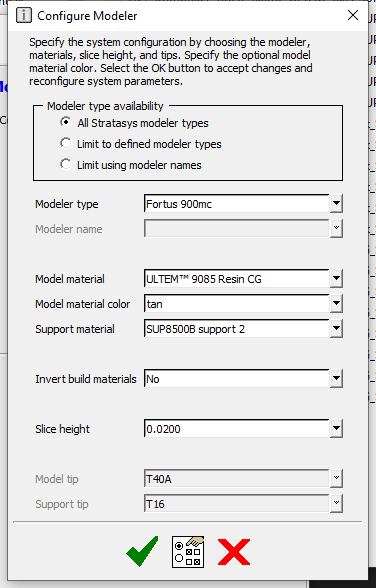 Configure Modeler
Specify the system configuration by choosing the modeler,
materials, slice height, and tips. Specify the optional model
material color. Select the OK button to accept changes and
reconfigure system parameters.
Modeler type availability
All Stratasys modeler types
Limit to defined modeler types
Limit using modeler names
Modeler type Fortus 900mc
Modeler name
Model material ULTEM™ 9085 Resin CG
Model material color tan
Support material SUP8500B support 2
Invert build materials No
Slice height 0.0200
Model tip T40A
Support tip T16